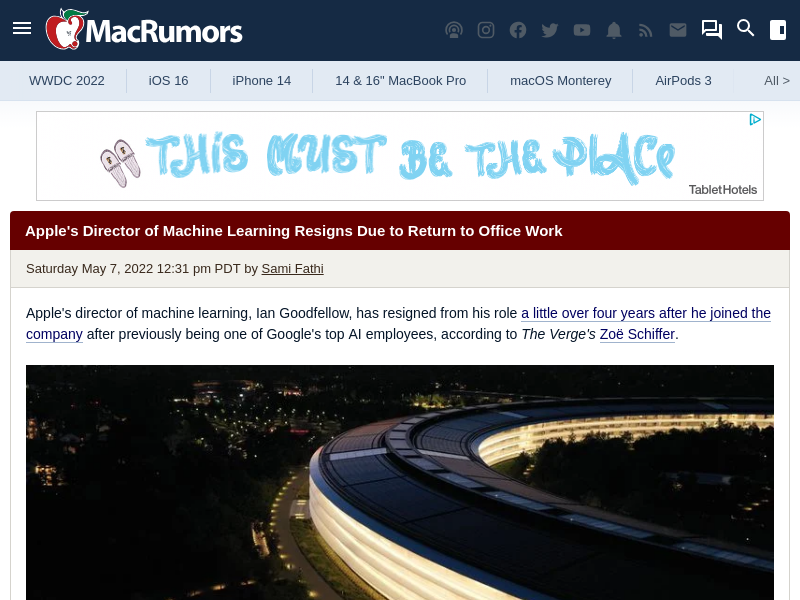 MacRumors
WWDC 2022 iOS 16 iPhone 14 14 & 16" MacBook Pro macOS Monterey AirPods 3 All >
THiS MUST BE THE PLACe
TabletHotels
Apple's Director of Machine Learning Resigns Due to Return to Office Work
Saturday May 7, 2022 12:31 pm PDT by Sami Fathi
Apple's director of machine learning, Ian Goodfellow, has resigned from his role a little over four years after he joined the
company after previously being one of Google's top AI employees, according to The Verge's Zoë Schiffer.